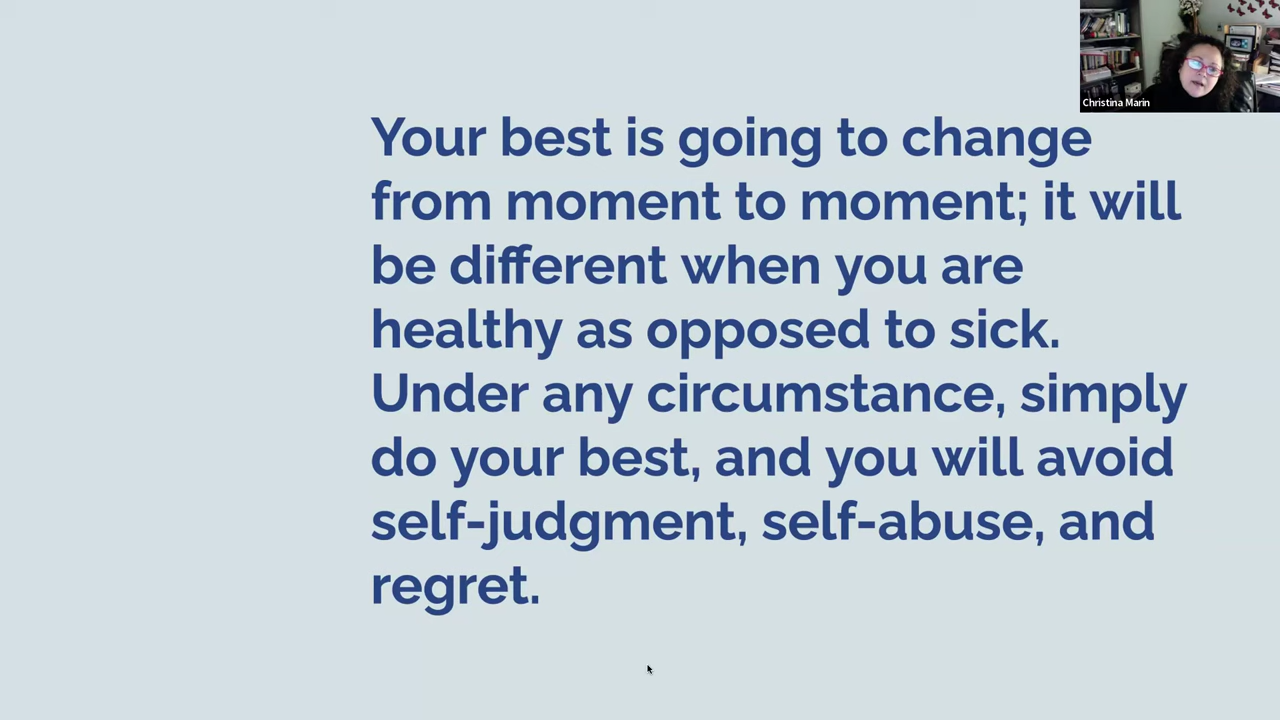 Christina Marin
Your best is going to change
from moment to moment; it will
be different when you are
healthy as opposed to sick.
Under any circumstance, simply
do your best, and you will avoid
self-judgment, self-abuse, and
regret.